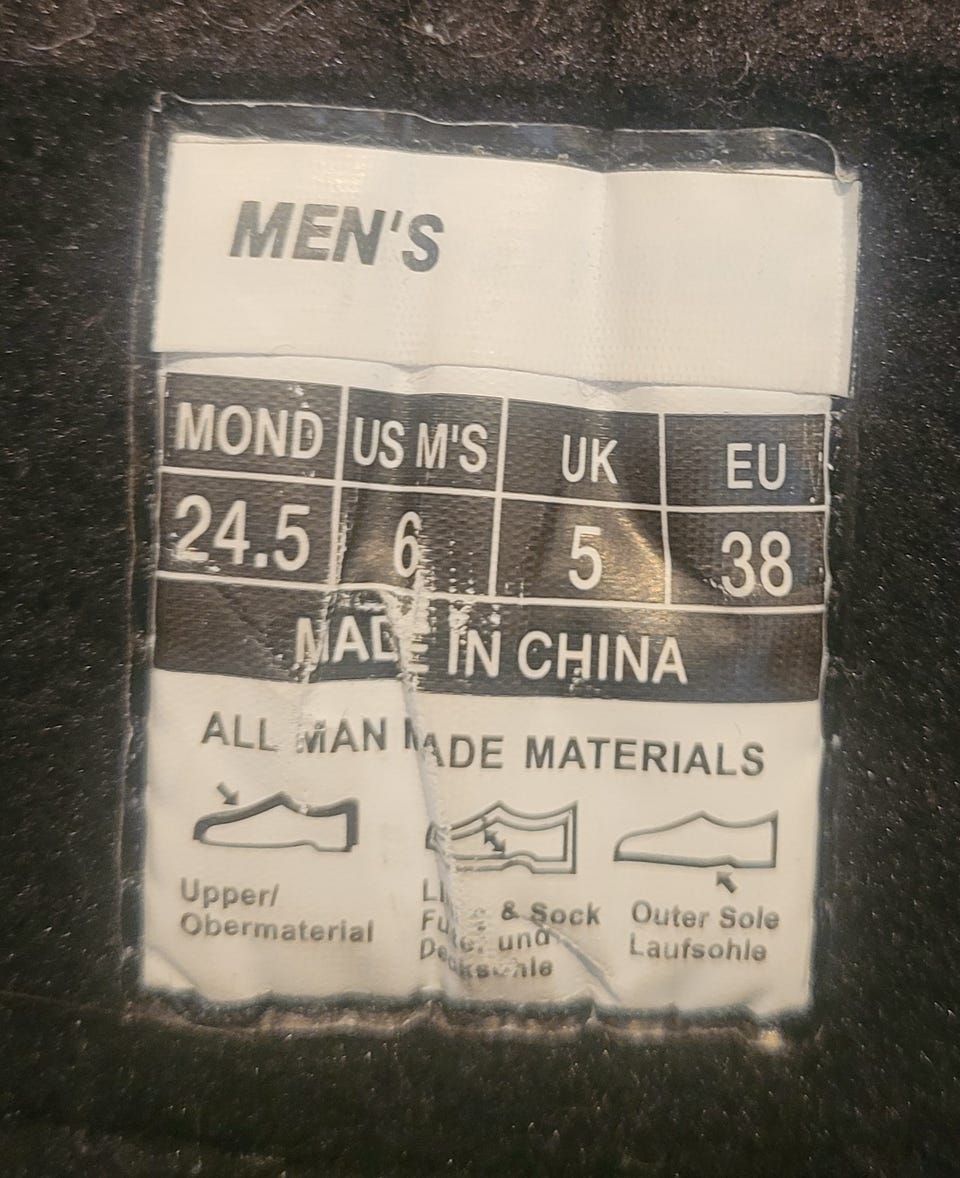 MEN'S
MOND US M'S UK EU
24.5 6 5 38
MADE IN CHINA
ALL MAN MADE MATERIALS
Upper/
Obermaterial
& Sock
und
Outer Sole
Laufsohle